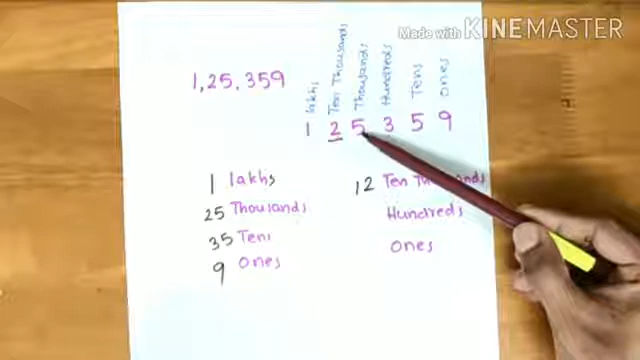 Made with KINEMASTER
1,25,359
lakhs
Ten Thousands
Thousands
Hundreds
Tens
ones
1 2 5 3 5 9
1 lakhs
25 Thousands
35 Tens
9 ones
12 Ten Thousands
Hundreds
ones